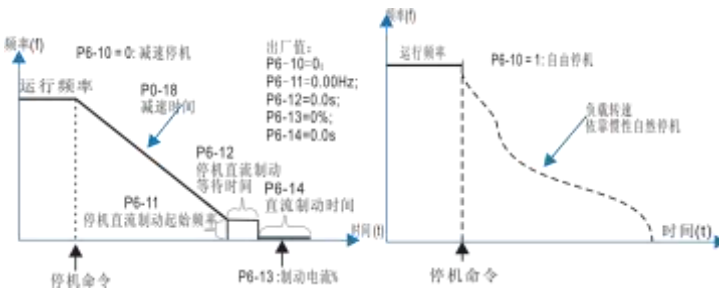 频率(f)
P6-10 = 0: 减速停机
运行频率
P0-18
减速时间
出厂值:
P6-10=0;
P6-11=0.00Hz;
P6-12=0.0s;
P6-13=0%;
P6-14=0.0s
P6-12
停机直流制动
等待时间
P6-11
停机直流制动起始频率
P6-14
直流制动时间
时间(t)
停机命令
P6-13:制动电流%
频率(f)
运行频率
P6-10 = 1: 自由停机
负载转速
依靠惯性自然停机
时间(t)
停机命令